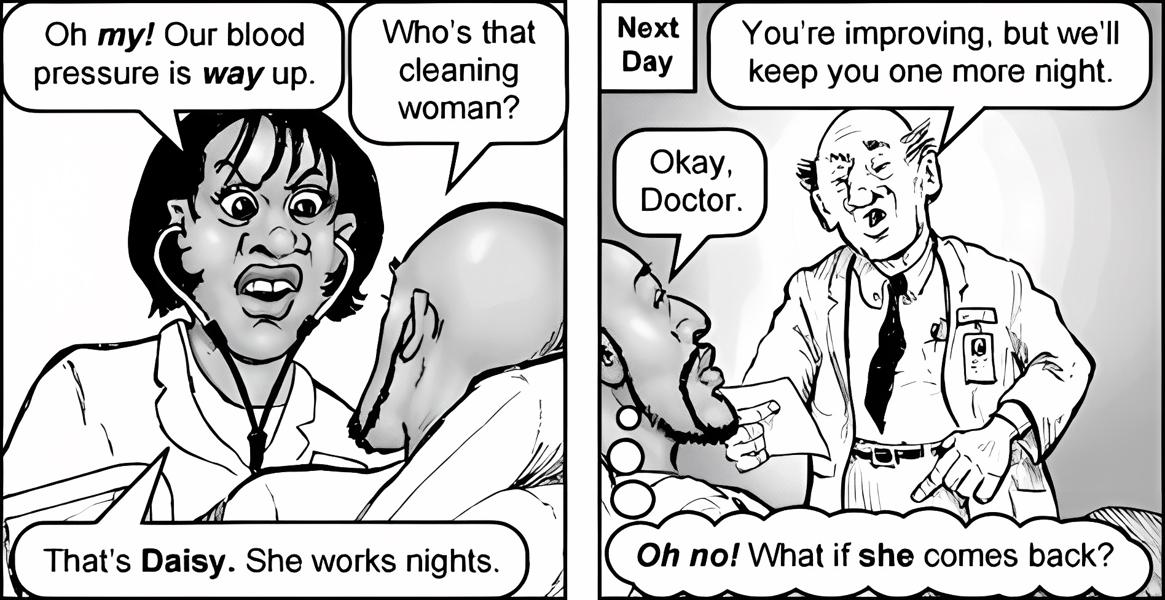 Oh my! Our blood
pressure is way up.
Who's that
cleaning
woman?
That's Daisy. She works nights.
Next
Day
You're improving, but we'll
keep you one more night.
Okay,
Doctor.
Oh no! What if she comes back?